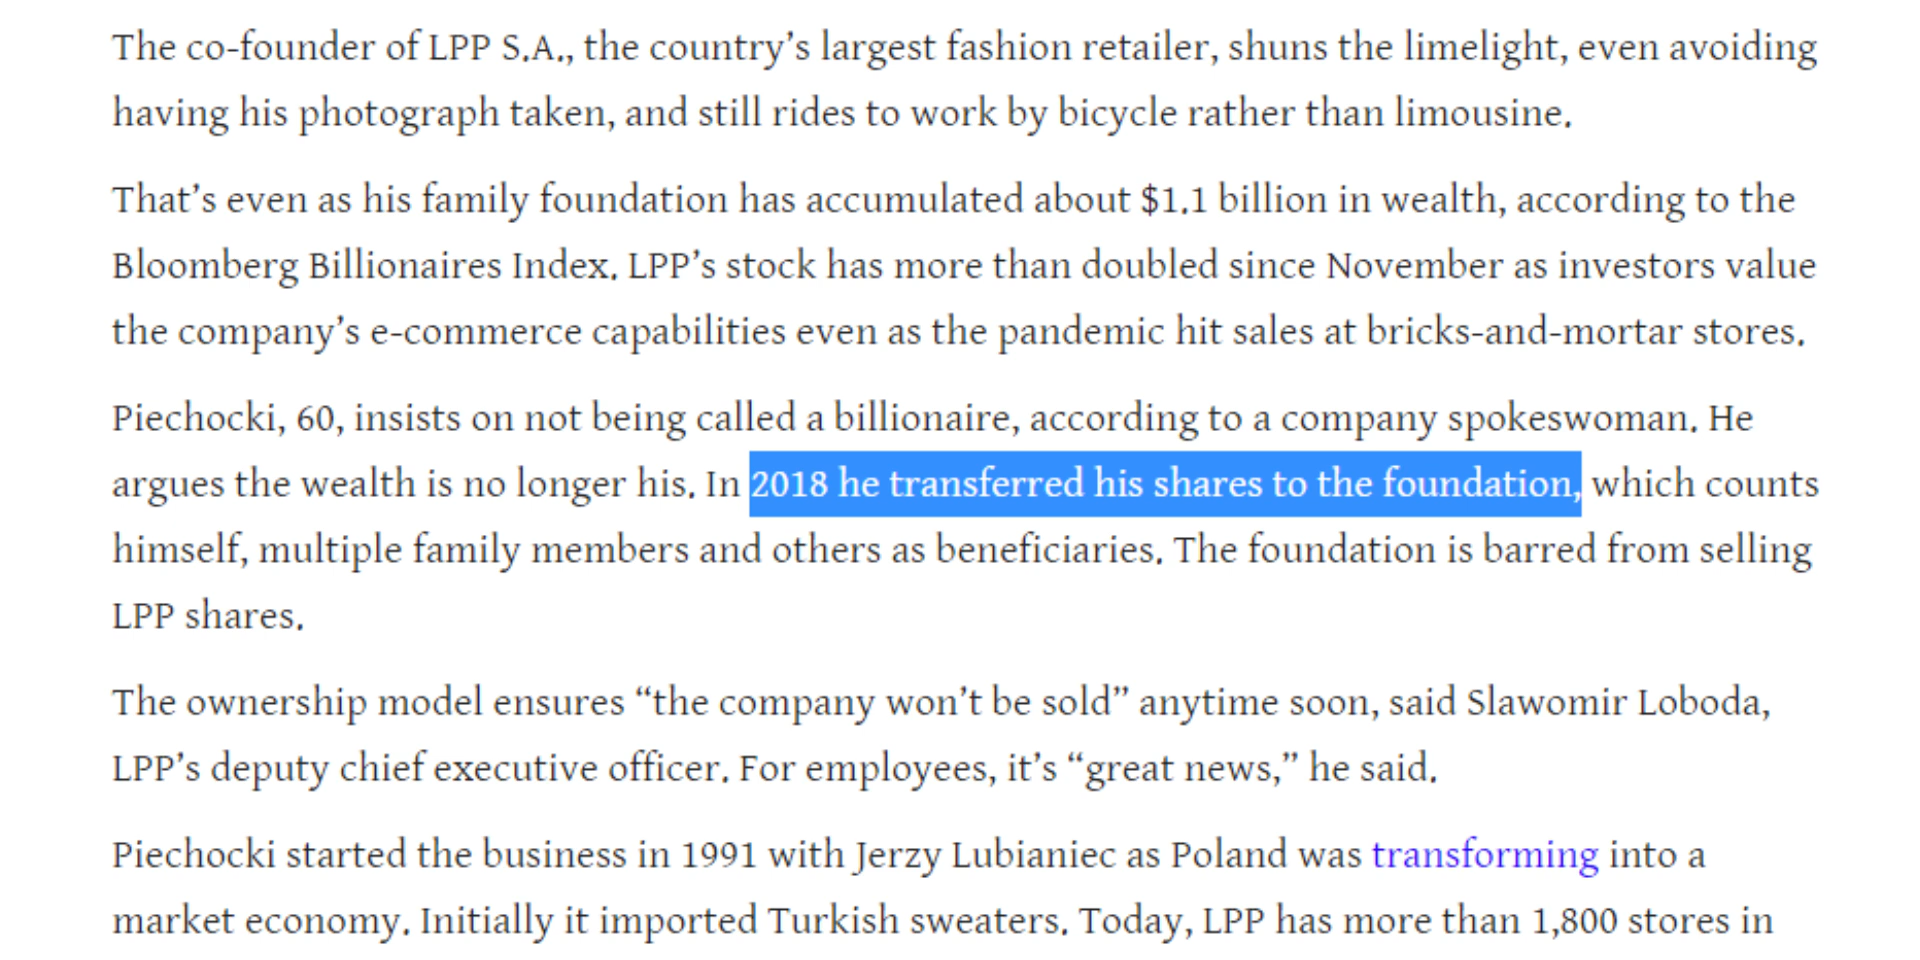 The co-founder of LPP S.A., the country’s largest fashion retailer, shuns the limelight, even avoiding
having his photograph taken, and still rides to work by bicycle rather than limousine.
That’s even as his family foundation has accumulated about $1.1 billion in wealth, according to the
Bloomberg Billionaires Index. LPP’s stock has more than doubled since November as investors value
the company’s e-commerce capabilities even as the pandemic hit sales at bricks-and-mortar stores.
Piechocki, 60, insists on not being called a billionaire, according to a company spokeswoman. He
argues the wealth is no longer his. In 2018 he transferred his shares to the foundation, which counts
himself, multiple family members and others as beneficiaries. The foundation is barred from selling
LPP shares.
The ownership model ensures “the company won’t be sold” anytime soon, said Slawomir Loboda,
LPP’s deputy chief executive officer. For employees, it’s “great news,” he said.
Piechocki started the business in 1991 with Jerzy Lubianiec as Poland was transforming into a
market economy. Initially it imported Turkish sweaters. Today, LPP has more than 1,800 stores in